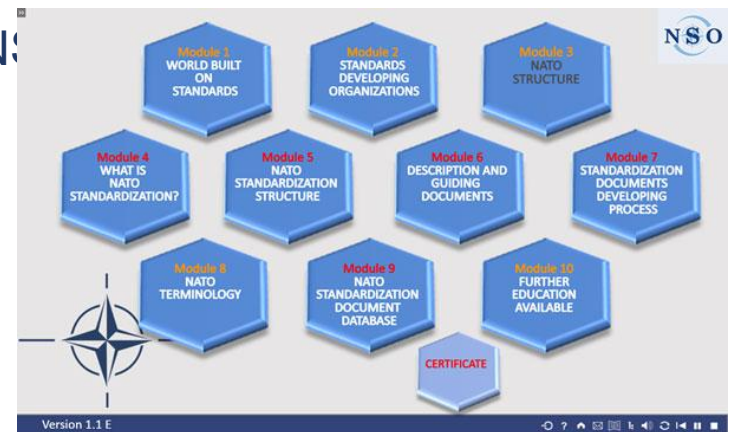 NSO
Module 1
WORLD BUILT
ON
STANDARDS
Module 2
STANDARDS
DEVELOPING
ORGANIZATIONS
Module 3
NATO
STRUCTURE
Module 4
WHAT IS
NATO
STANDARDIZATION?
Module 5
NATO
STANDARDIZATION
STRUCTURE
Module 6
DESCRIPTION AND
GUIDING
DOCUMENTS
Module 7
STANDARDIZATION
DOCUMENTS
DEVELOPING
PROCESS
Module 8
NATO
TERMINOLOGY
Module 9
NATO
STANDARDIZATION
DOCUMENT
DATABASE
Module 10
FURTHER
EDUCATION
AVAILABLE
CERTIFICATE
Version 1.1 E